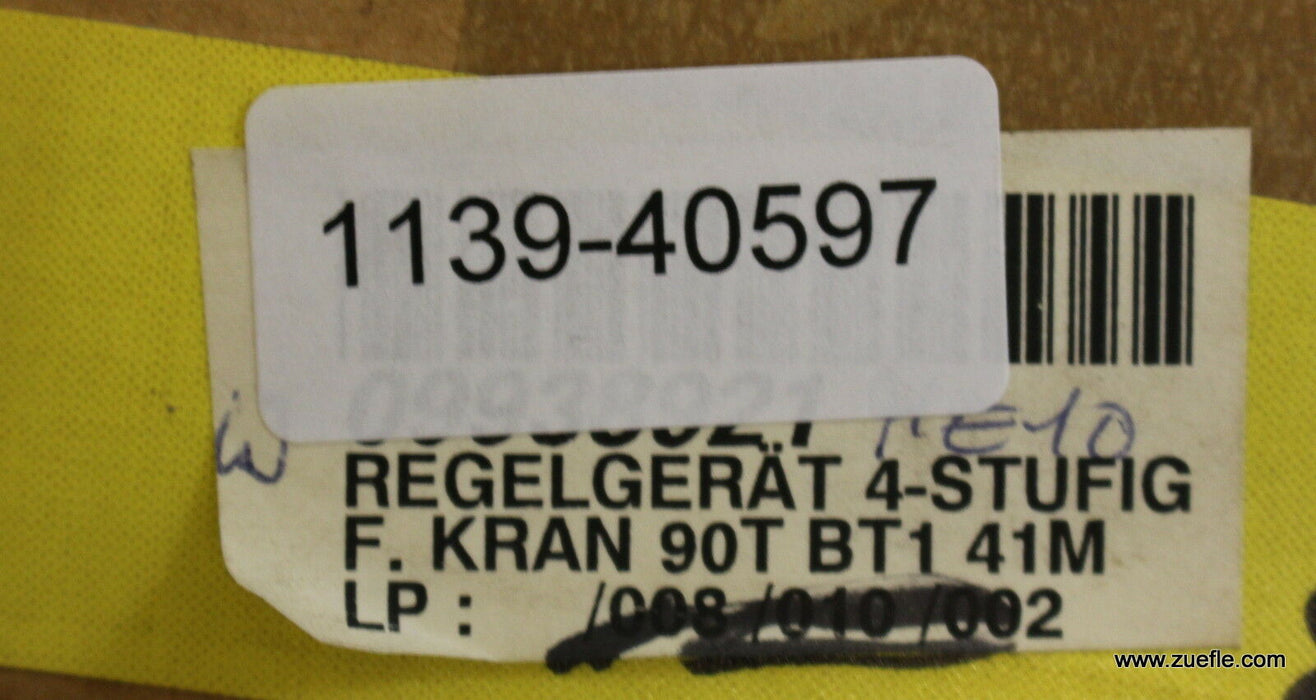 1139-40597
REGELGERÄT 4-STUFIG
F. KRAN 90T BT1 41M
LP : /008 /010 /002
www.zuefle.com